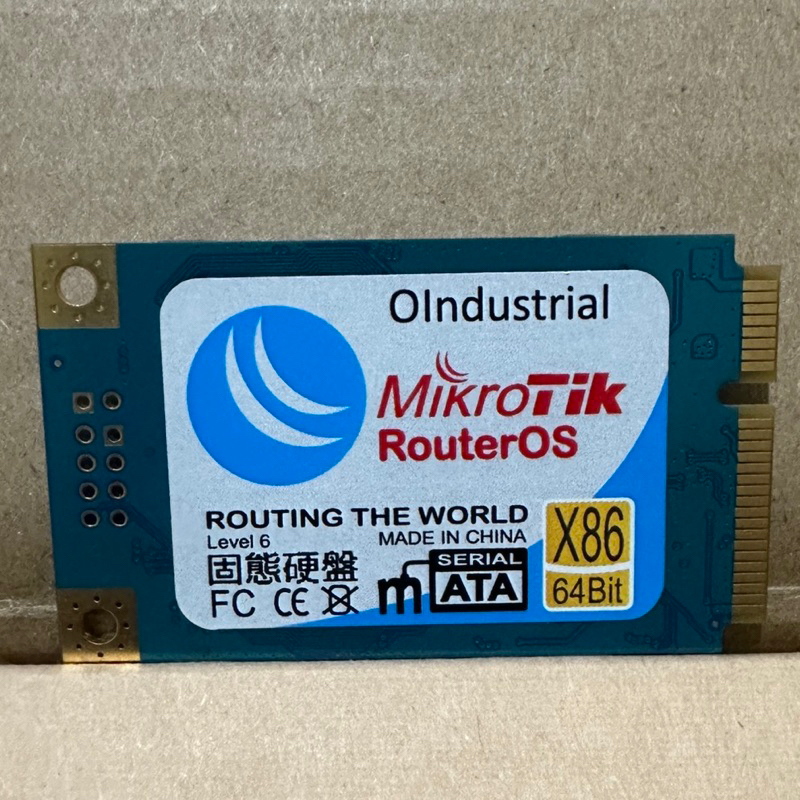 OIndustrial
MikroTik
RouterOS
ROUTING THE WORLD
Level 6 MADE IN CHINA
固態硬盤
FC CE
mSERIAL ATA
X86
64Bit